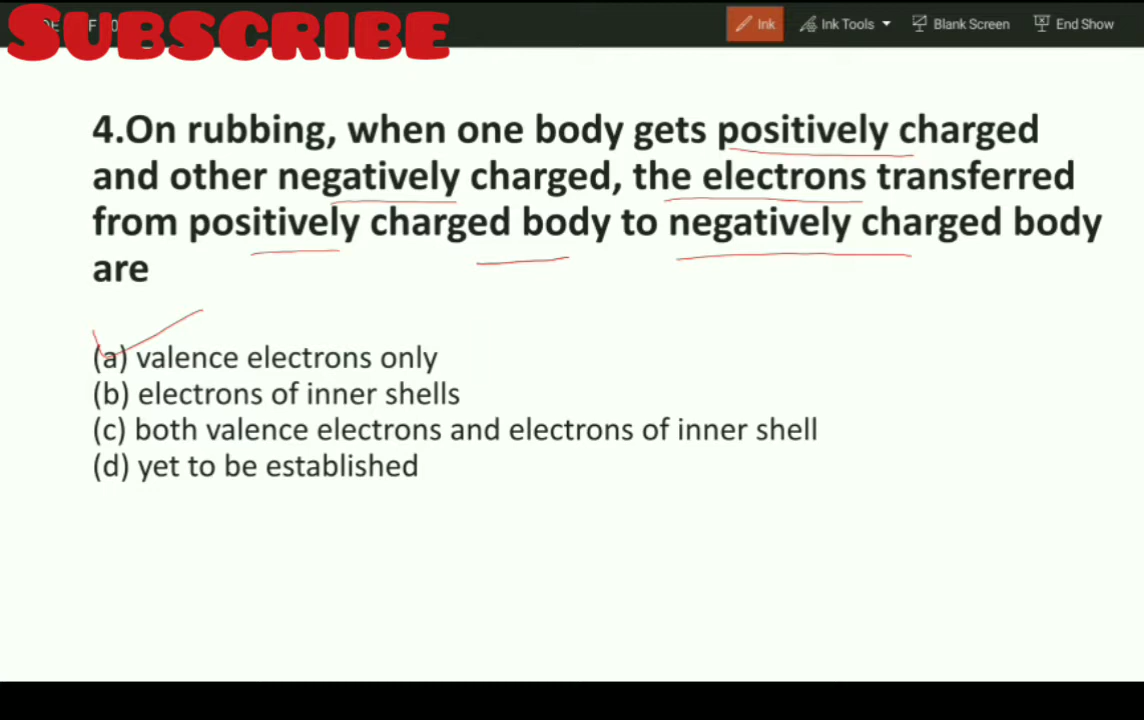 SUBSCRIBE
Ink Ink Tools Blank Screen End Show
4.On rubbing, when one body gets positively charged
and other negatively charged, the electrons transferred
from positively charged body to negatively charged body
are
(a) valence electrons only
(b) electrons of inner shells
(c) both valence electrons and electrons of inner shell
(d) yet to be established